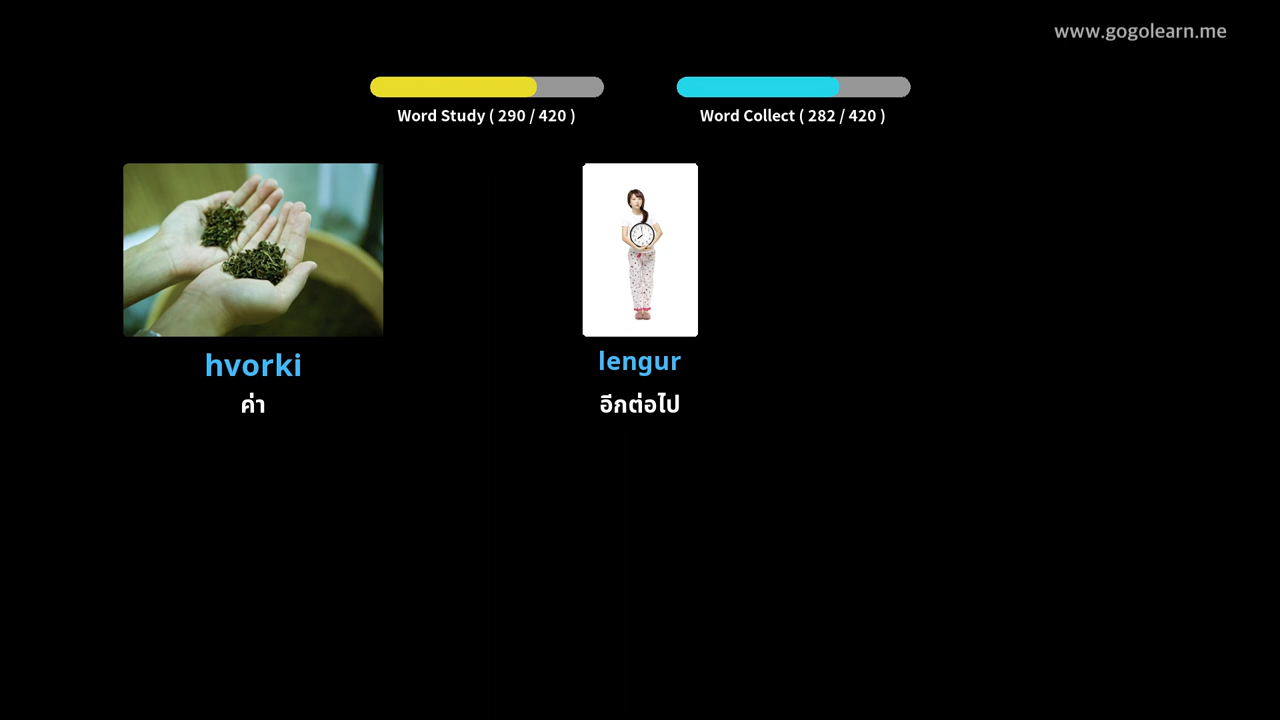 www.gogolearn.me
Word Study ( 290 / 420 )
Word Collect ( 282 / 420 )
hvorki
ค่า
lengur
อีกต่อไป